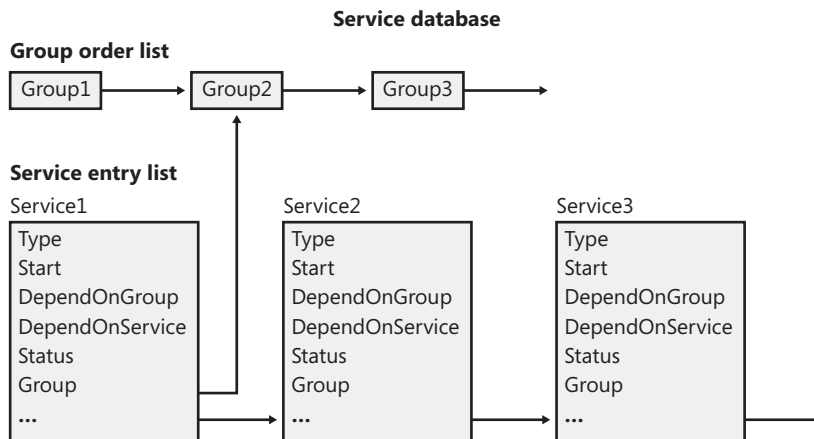 Service database
Group order list
Group1
Group2
Group3
Service entry list
Service1
Type
Start
DependOnGroup
DependOnService
Status
Group
...
Service2
Type
Start
DependOnGroup
DependOnService
Status
Group
...
Service3
Type
Start
DependOnGroup
DependOnService
Status
Group
...